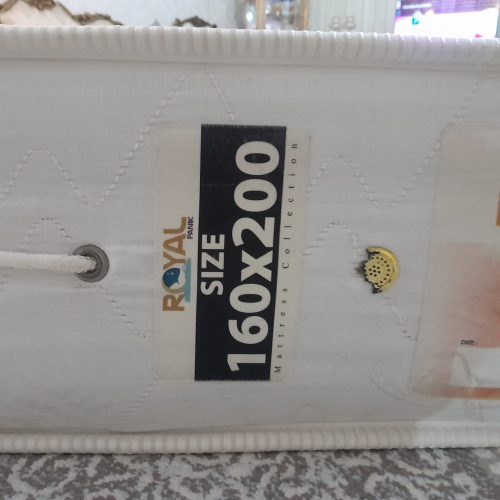 ROYAL
PANIK
SIZE
160x200
Mattress Collection